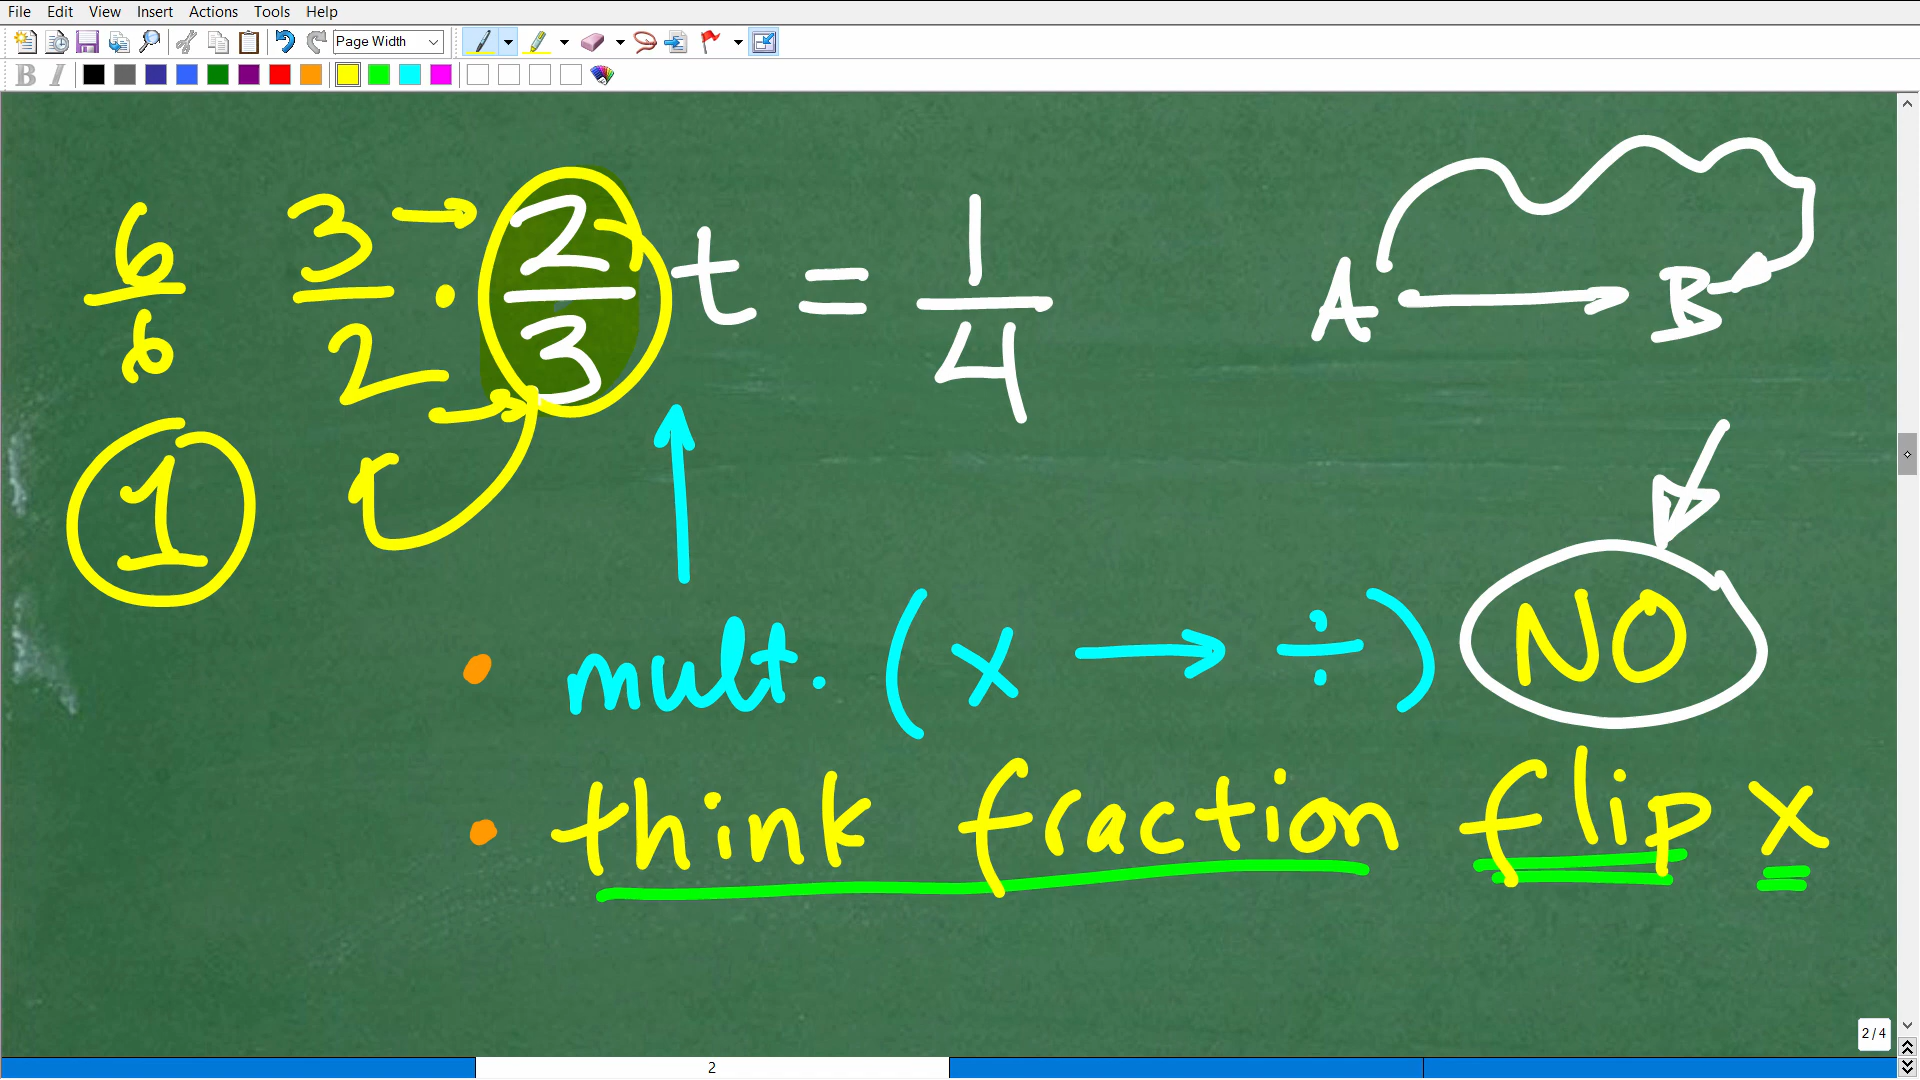 File Edit View Insert Actions Tools Help
Page Width
B I
6/6 3/2 · 2/3 t = 1/4
A → B
1
mult. (x → ÷) NO
think fraction flip x
2 / 4
2